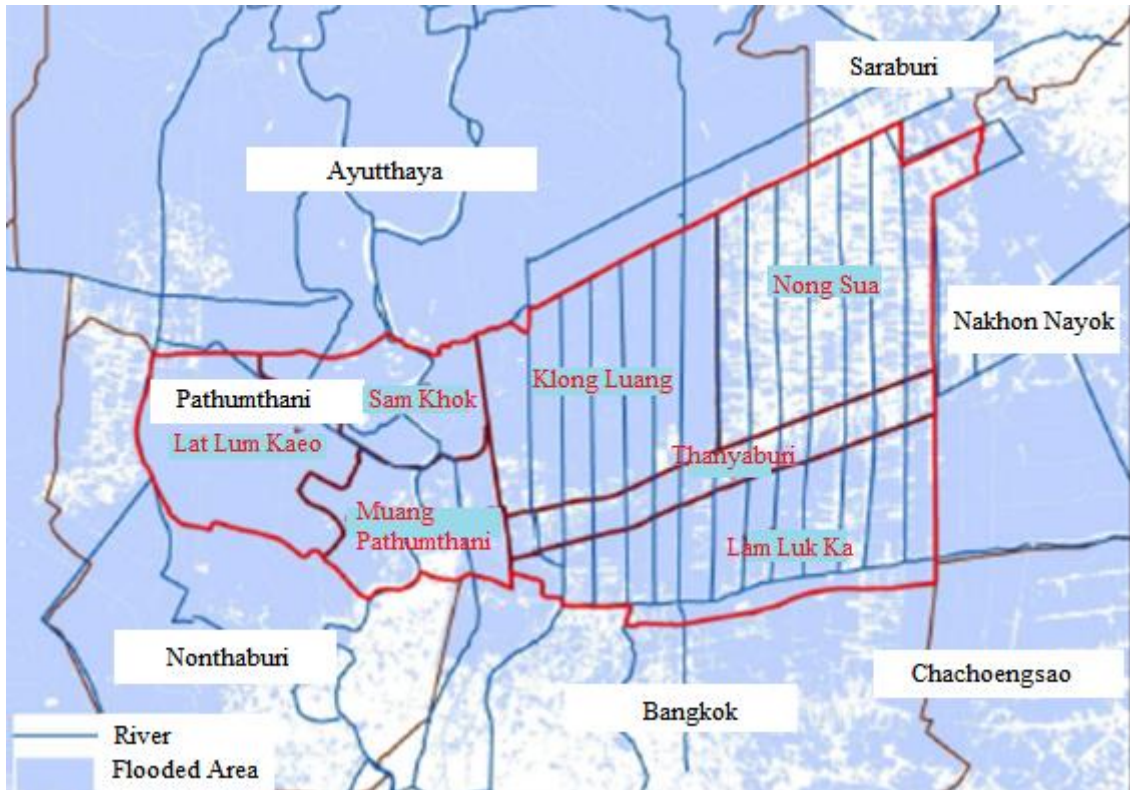 Saraburi
Ayutthaya
Nong Sua
Nakhon Nayok
Klong Luang
Pathumthani
Sam Khok
Lat Lum Kaeo
Thanyaburi
Muang
Pathumthani
Lam Luk Ka
Nonthaburi
Chachoengsao
Bangkok
River
Flooded Area